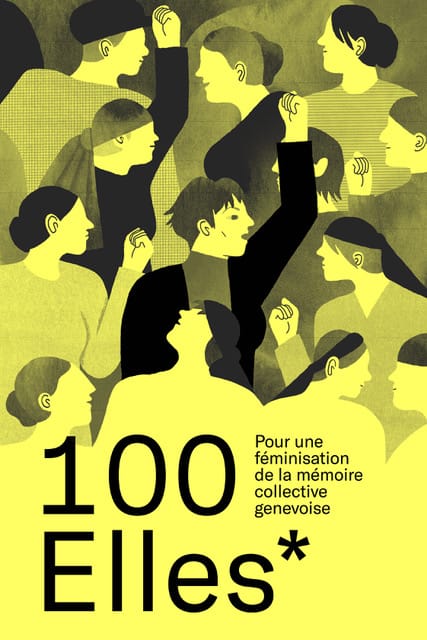 100
Elles*
Pour une
féminisation
de la mémoire
collective
genevoise